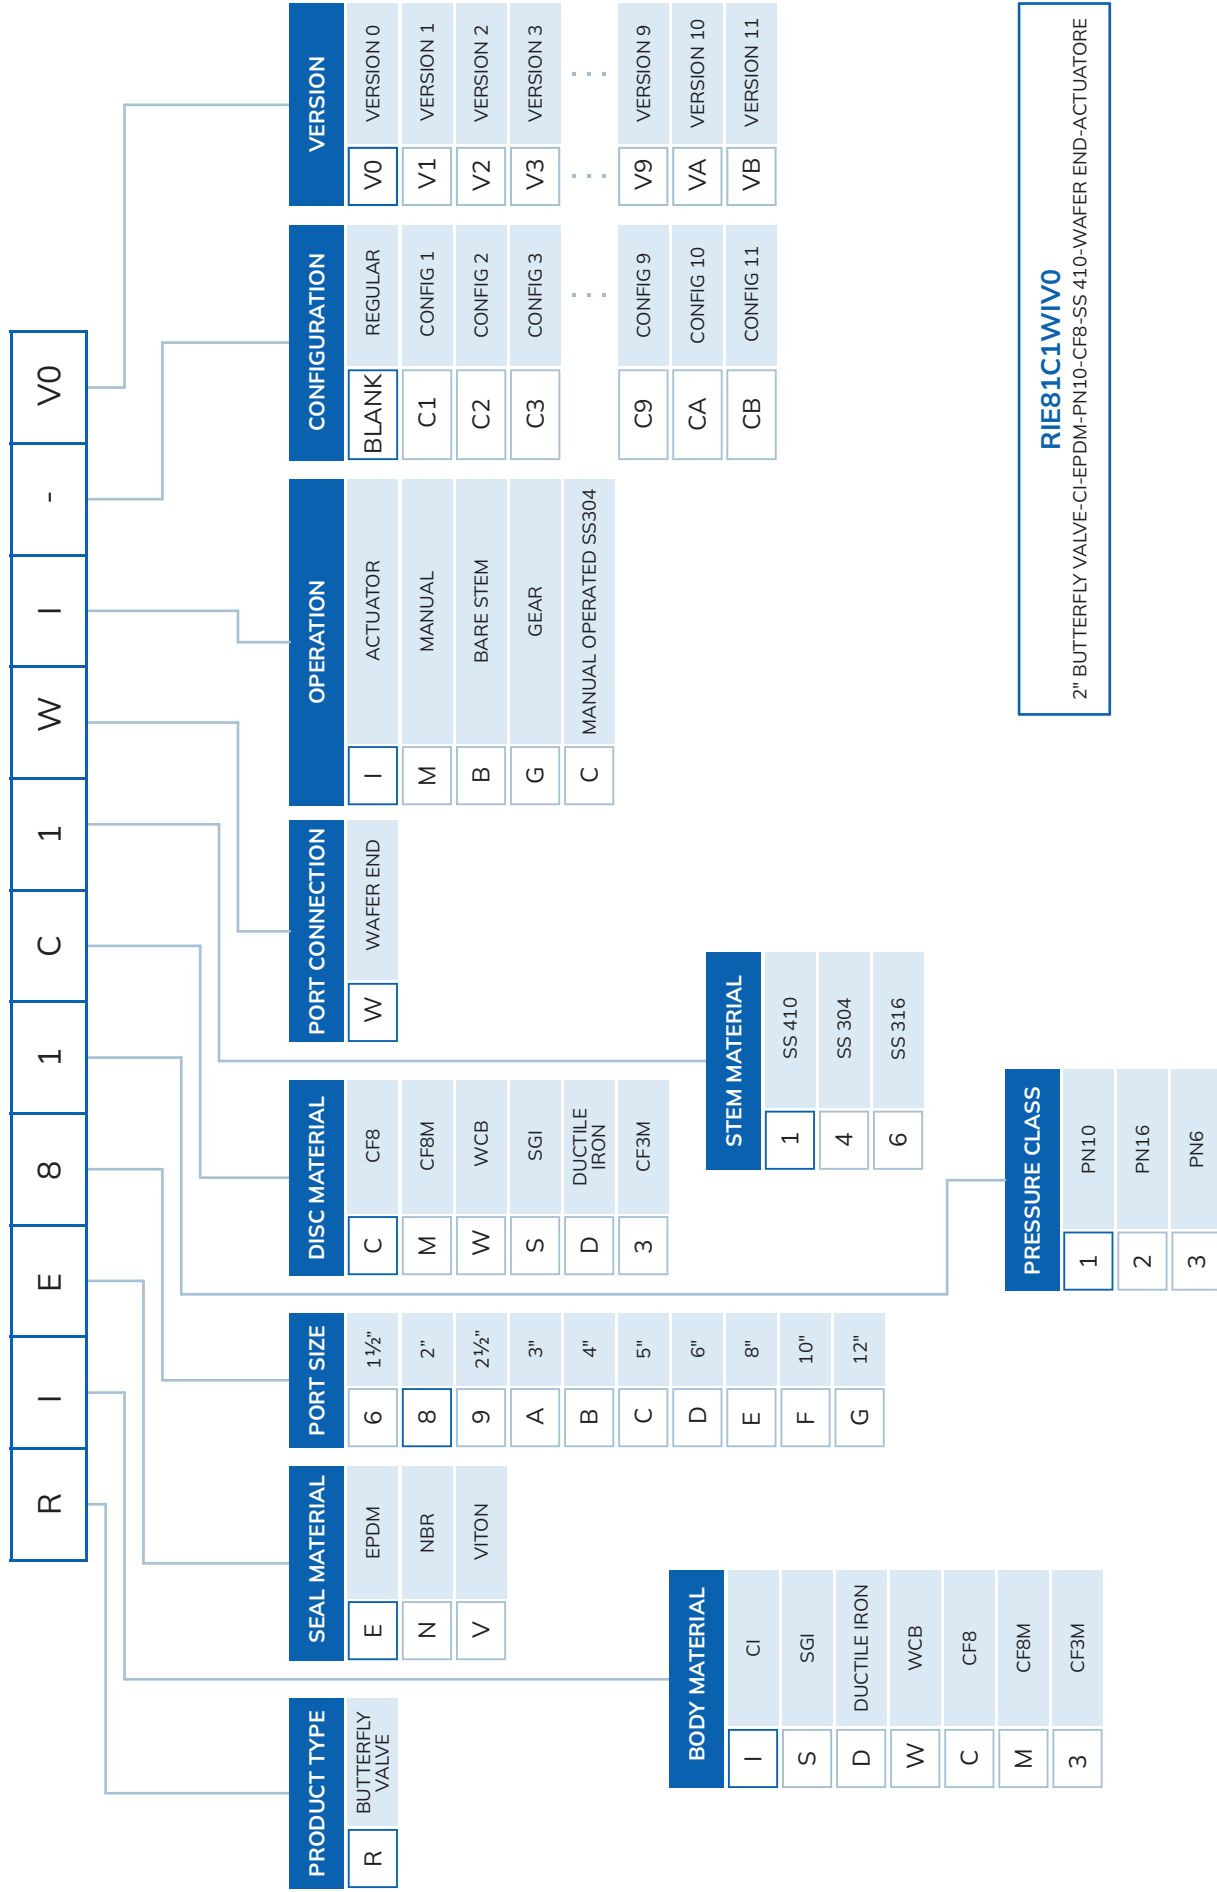 R I E 8 1 C 1 W I - V0
PRODUCT TYPE
R BUTTERFLY
VALVE
SEAL MATERIAL
E EPDM
N NBR
V VITON
PORT SIZE
6 1½"
8 2"
9 2½"
A 3"
B 4"
C 5"
D 6"
E 8"
F 10"
G 12"
DISC MATERIAL
C CF8
M CF8M
W WCB
S SGI
D DUCTILE
IRON
3 CF3M
PORT CONNECTION
W WAFER END
OPERATION
I ACTUATOR
M MANUAL
B BARE STEM
G GEAR
C MANUAL OPERATED SS304
CONFIGURATION
BLANK REGULAR
C1 CONFIG 1
C2 CONFIG 2
C3 CONFIG 3
...
C9 CONFIG 9
CA CONFIG 10
CB CONFIG 11
VERSION
V0 VERSION 0
V1 VERSION 1
V2 VERSION 2
V3 VERSION 3
... ...
V9 VERSION 9
VA VERSION 10
VB VERSION 11
BODY MATERIAL
I CI
S SGI
D DUCTILE IRON
W WCB
C CF8
M CF8M
3 CF3M
STEM MATERIAL
1 SS 410
4 SS 304
6 SS 316
PRESSURE CLASS
1 PN10
2 PN16
3 PN6
RIE81C1WIV0
2" BUTTERFLY VALVE-CI-EPDM-PN10-CF8-SS 410-WAFER END-ACTUATORE